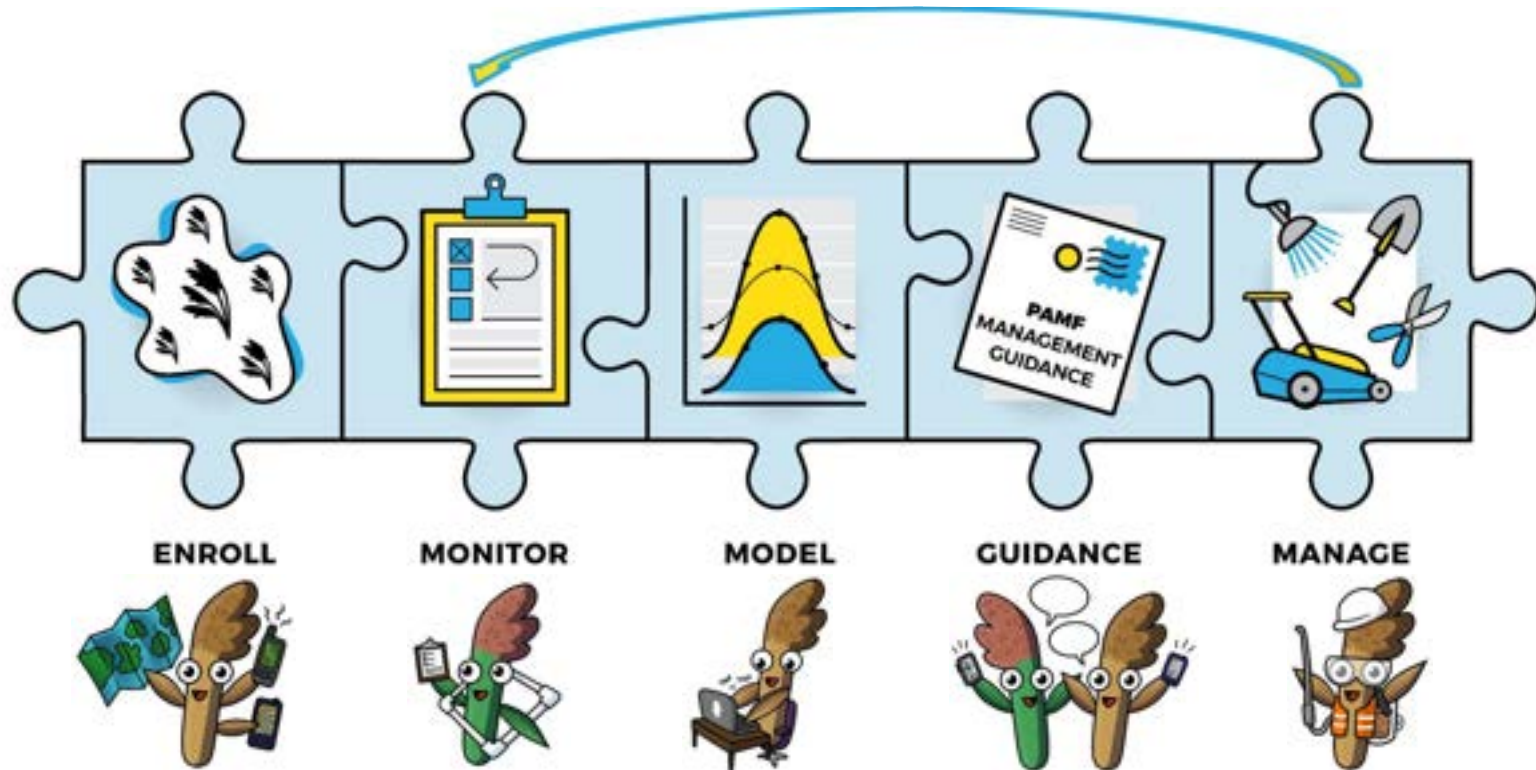 PAMF
MANAGEMENT
GUIDANCE
ENROLL
MONITOR
MODEL
GUIDANCE
MANAGE